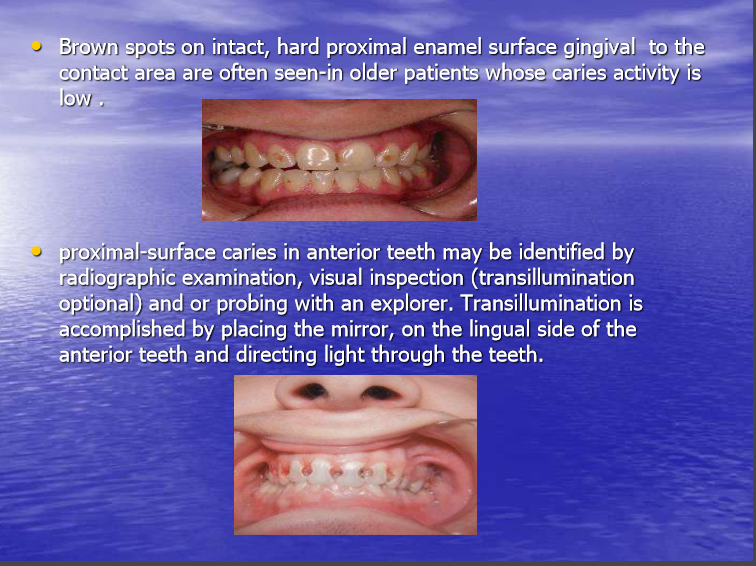 • Brown spots on intact, hard proximal enamel surface gingival  to the
contact area are often seen-in older patients whose caries activity is
low .
• proximal-surface caries in anterior teeth may be identified by
radiographic examination, visual inspection (transillumination
optional) and or probing with an explorer. Transillumination is
accomplished by placing the mirror, on the lingual side of the
anterior teeth and directing light through the teeth.